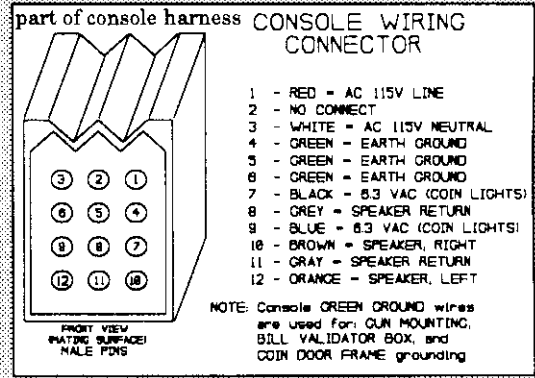 part of console harness
CONSOLE WIRING
CONNECTOR
1 - RED = AC 115V LINE
2 - NO CONNECT
3 - WHITE = AC 115V NEUTRAL
4 - GREEN = EARTH GROUND
5 - GREEN = EARTH GROUND
6 - GREEN = EARTH GROUND
7 - BLACK = 6.3 VAC (COIN LIGHTS)
8 - GREY = SPEAKER RETURN
9 - BLUE = 6.3 VAC (COIN LIGHTS)
10 - BROWN = SPEAKER, RIGHT
11 - GRAY = SPEAKER RETURN
12 - ORANGE = SPEAKER, LEFT
3 2 1
6 5 4
9 8 7
12 11 10
FRONT VIEW
(MATING SURFACE)
MALE PINS
NOTE: Console GREEN GROUND wires
are used for: GUN MOUNTING,
BILL VALIDATOR BOX, and
COIN DOOR FRAME grounding